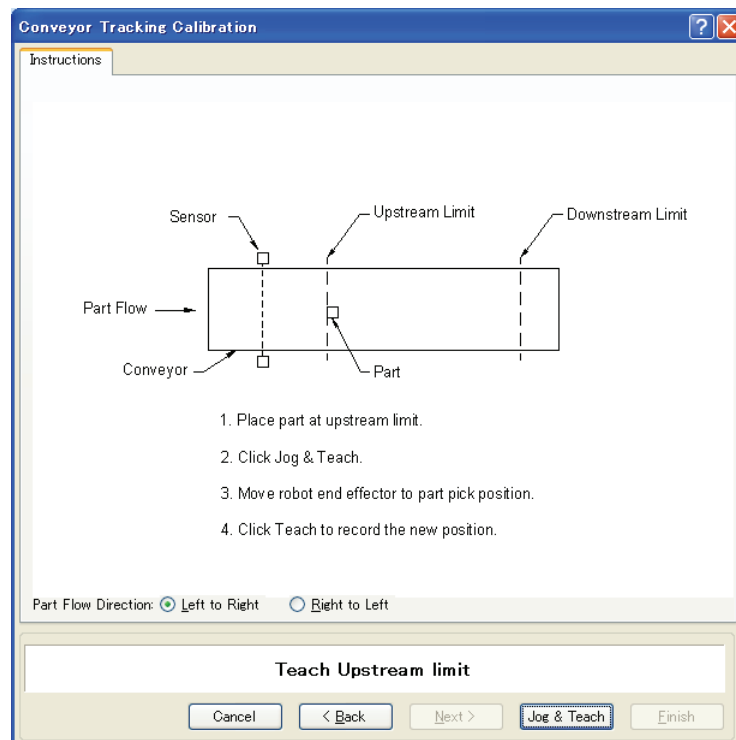 Conveyor Tracking Calibration
Instructions
Sensor
Upstream Limit
Downstream Limit
Part Flow
Conveyor
Part
1. Place part at upstream limit.
2. Click Jog & Teach.
3. Move robot end effector to part pick position.
4. Click Teach to record the new position.
Part Flow Direction: Left to Right Right to Left
Teach Upstream limit
Cancel < Back Next > Jog & Teach Finish